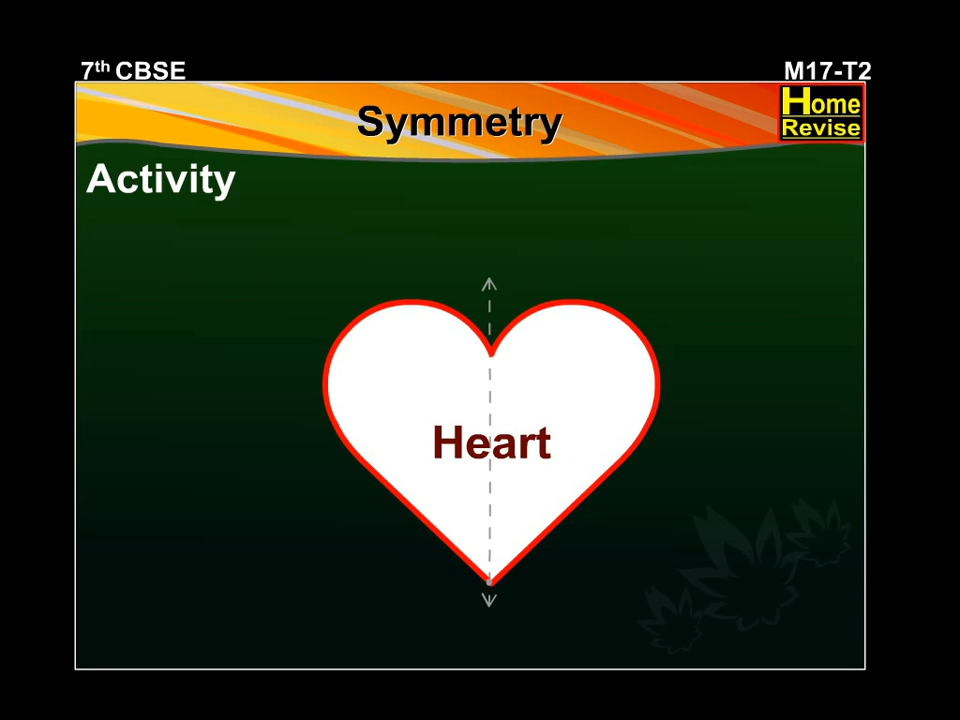 7th CBSE
M17-T2
Symmetry
Home
Revise
Activity
Heart